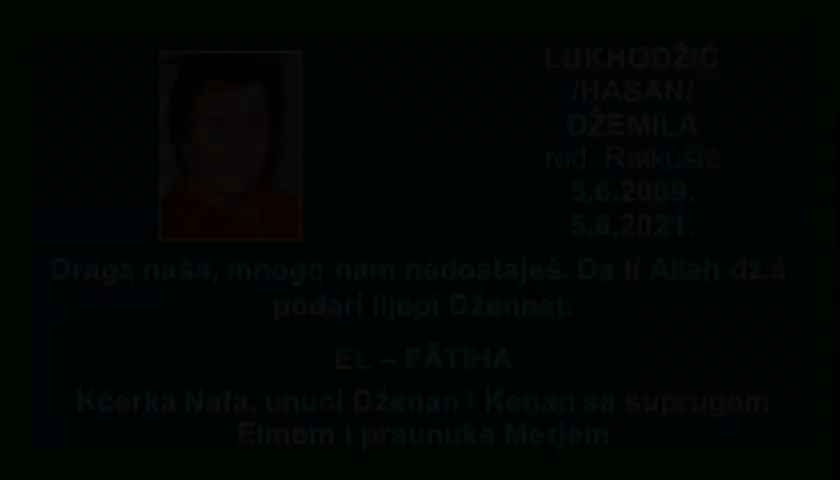 LUKHODŽIĆ
/HASAN/
DŽEMILA
rođ. Ratkušić
5.6.2009.
5.6.2021.
Draga naša, mnogo nam nedostaješ. Da ti Allah dž.š.
podari lijepi Džennet.
EL – FĀTIHA
Kćerka Nafa, unuci Dženan i Kenan sa suprugom
Elmom i praunuka Merjem